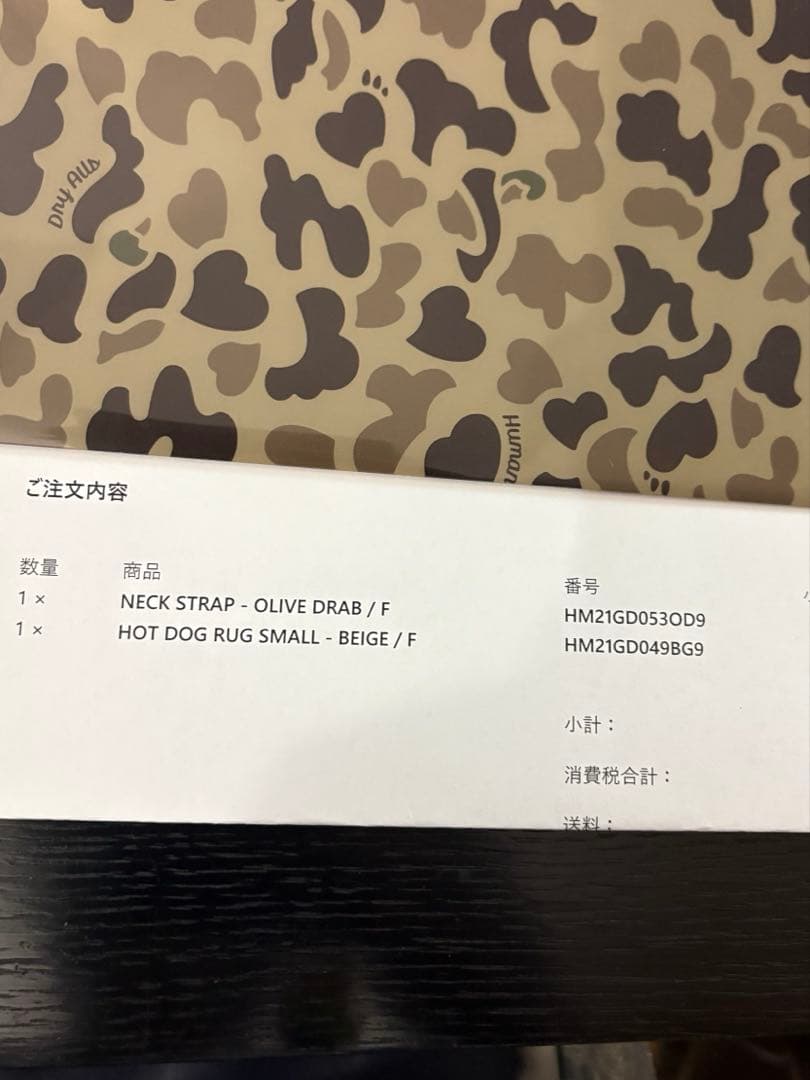 Dry Alls
Human
ご注文内容
数量 商品 番号
1 × NECK STRAP - OLIVE DRAB / F HM21GD053OD9
1 × HOT DOG RUG SMALL - BEIGE / F HM21GD049BG9
小計：
消費税合計：
送料：